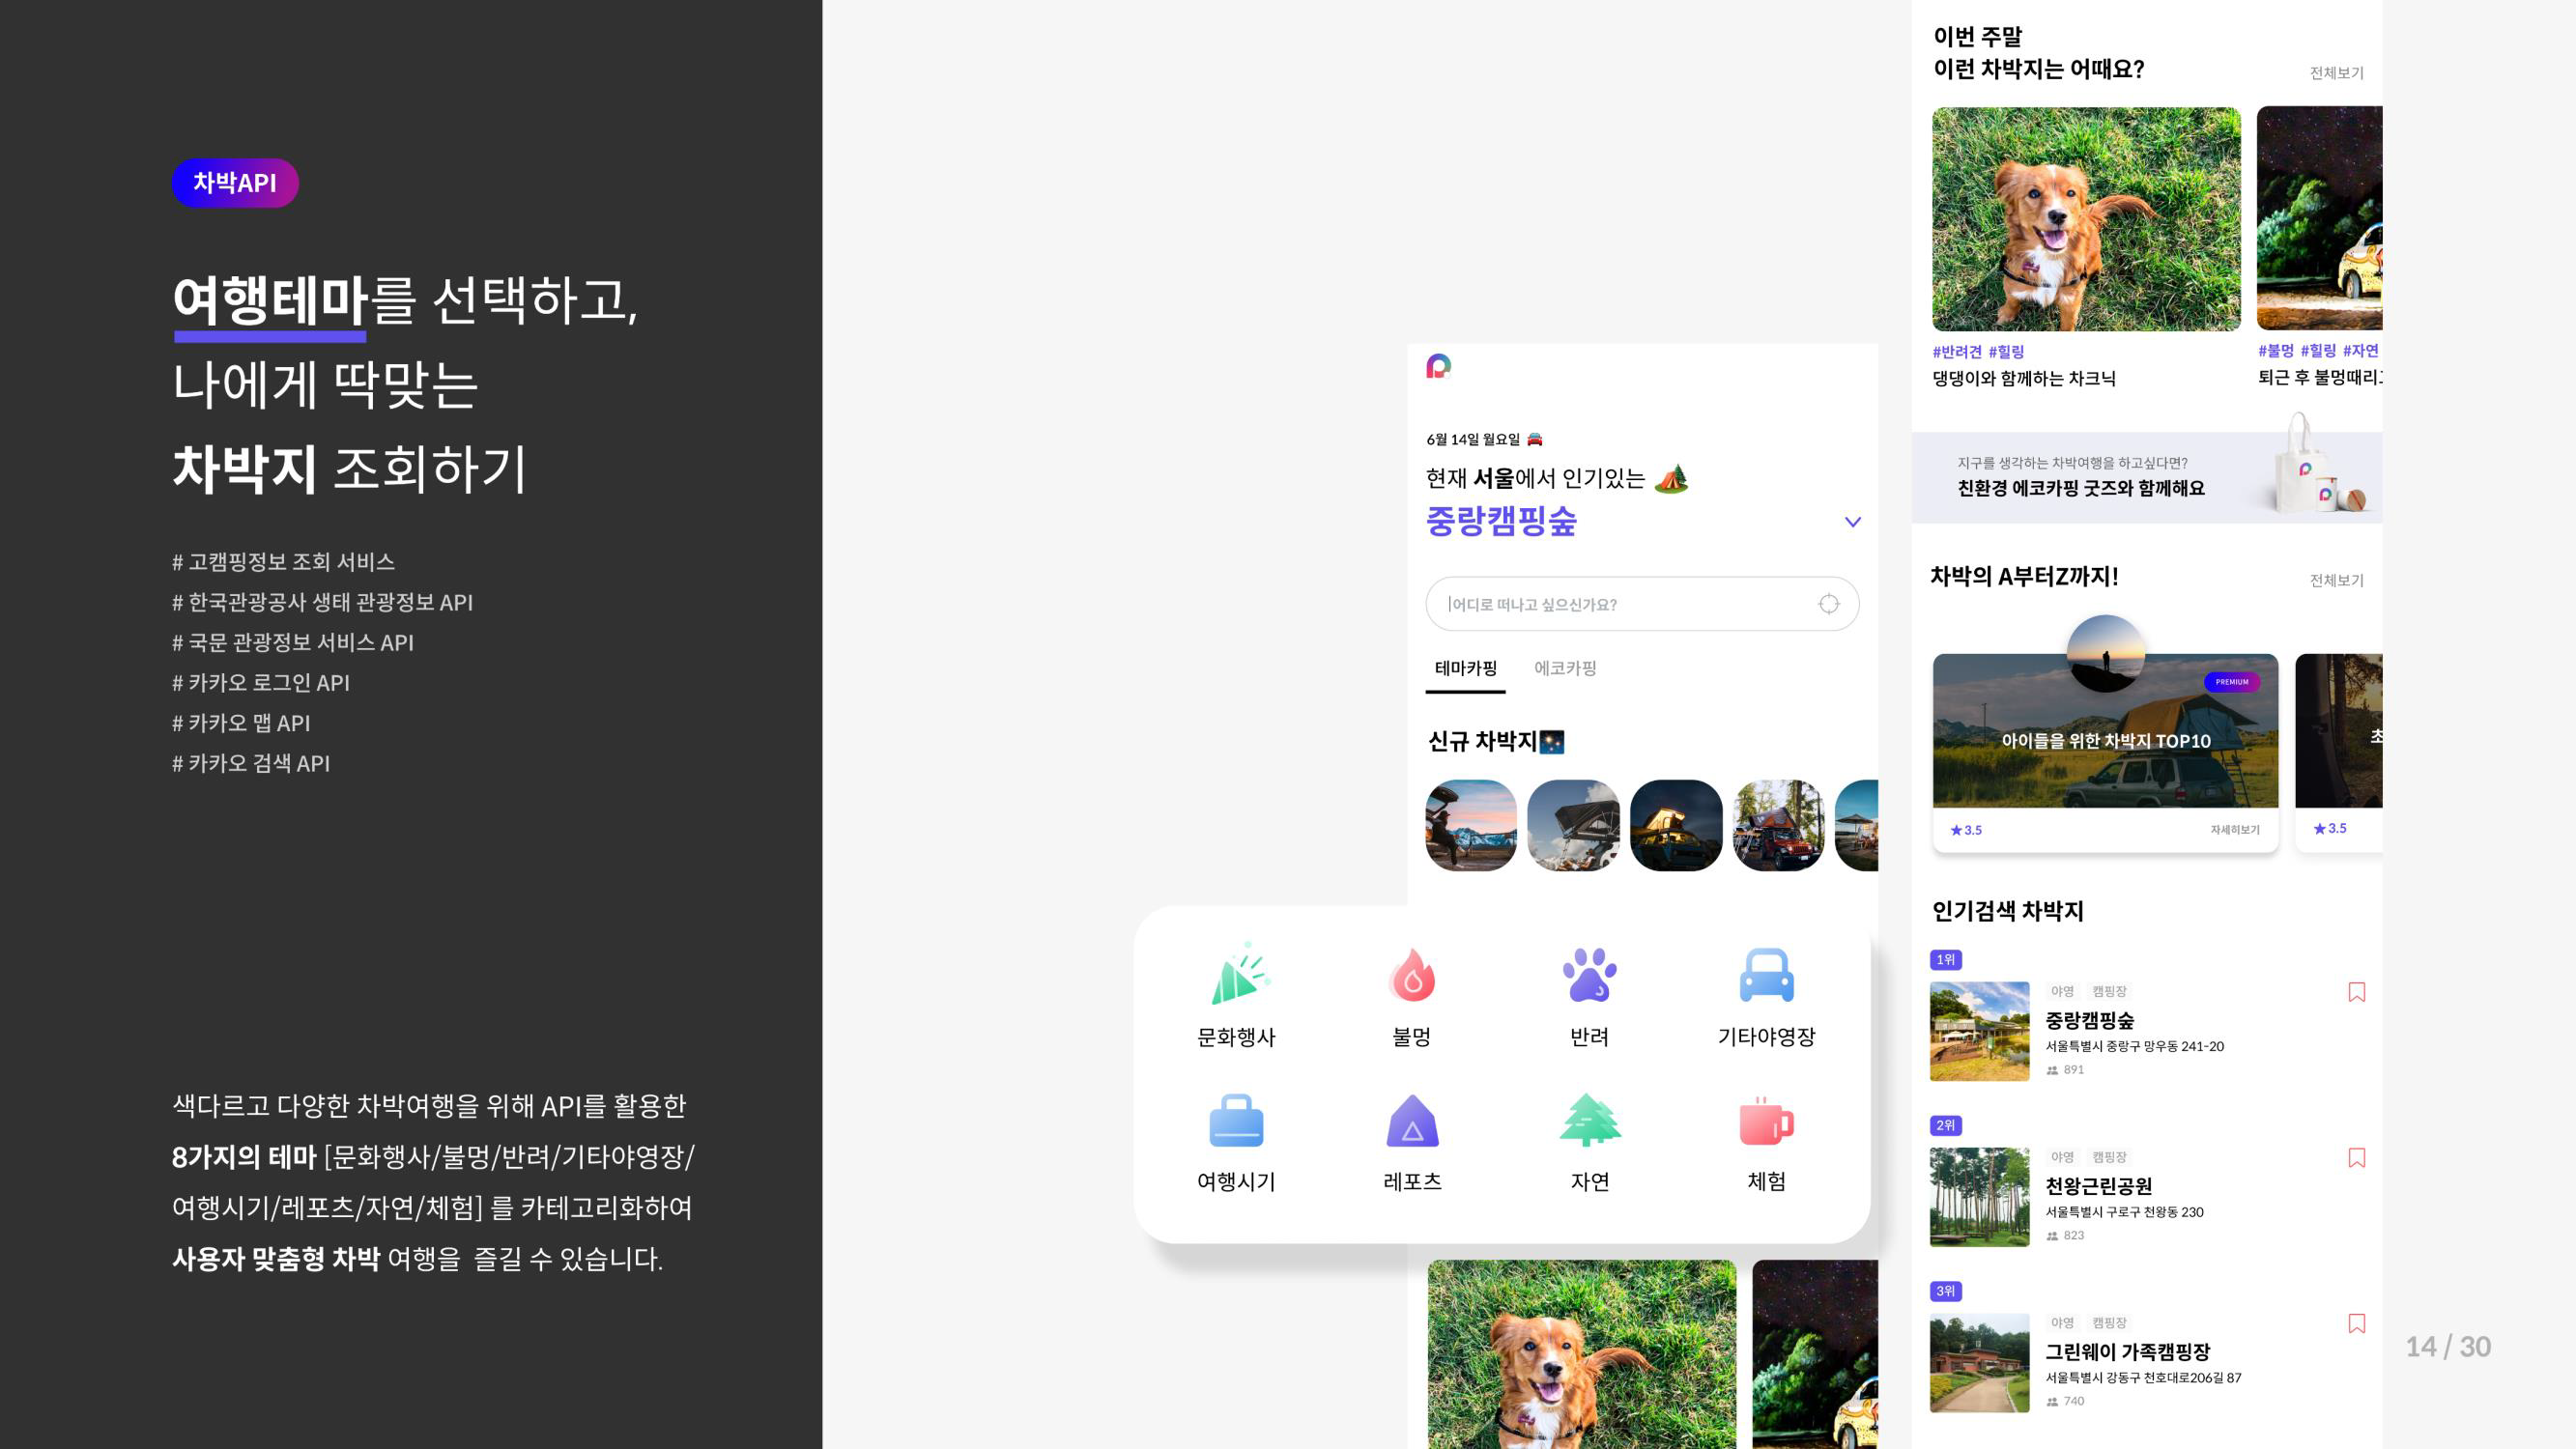 차박API
여행테마를 선택하고,
나에게 딱맞는
차박지 조회하기
# 고캠핑정보 조회 서비스
# 한국관광공사 생태 관광정보 API
# 국문 관광정보 서비스 API
# 카카오 로그인 API
# 카카오 맵 API
# 카카오 검색 API
색다르고 다양한 차박여행을 위해 API를 활용한
8가지의 테마 [문화행사/불멍/반려/기타야영장/
여행시기/레포츠/자연/체험] 를 카테고리화하여
사용자 맞춤형 차박 여행을 즐길 수 있습니다.
6월 14일 월요일
현재 서울에서 인기있는
중랑캠핑숲
어디로 떠나고 싶으신가요?
테마카핑 에코카핑
신규 차박지
문화행사 불멍 반려 기타야영장
여행시기 레포츠 자연 체험
이번 주말
이런 차박지는 어때요?
전체보기
#반려견 #힐링
댕댕이와 함께하는 차크닉
#불멍 #힐링 #자연
퇴근 후 불멍때리고
지구를 생각하는 차박여행을 하고싶다면?
친환경 에코카핑 굿즈와 함께해요
차박의 A부터Z까지!
전체보기
PREMIUM
아이들을 위한 차박지 TOP10
★3.5
자세히보기
초
★3.5
인기검색 차박지
1위
야영 캠핑장
중랑캠핑숲
서울특별시 중랑구 망우동 241-20
891
2위
야영 캠핑장
천왕근린공원
서울특별시 구로구 천왕동 230
823
3위
야영 캠핑장
그린웨이 가족캠핑장
서울특별시 강동구 천호대로206길 87
740
14 / 30